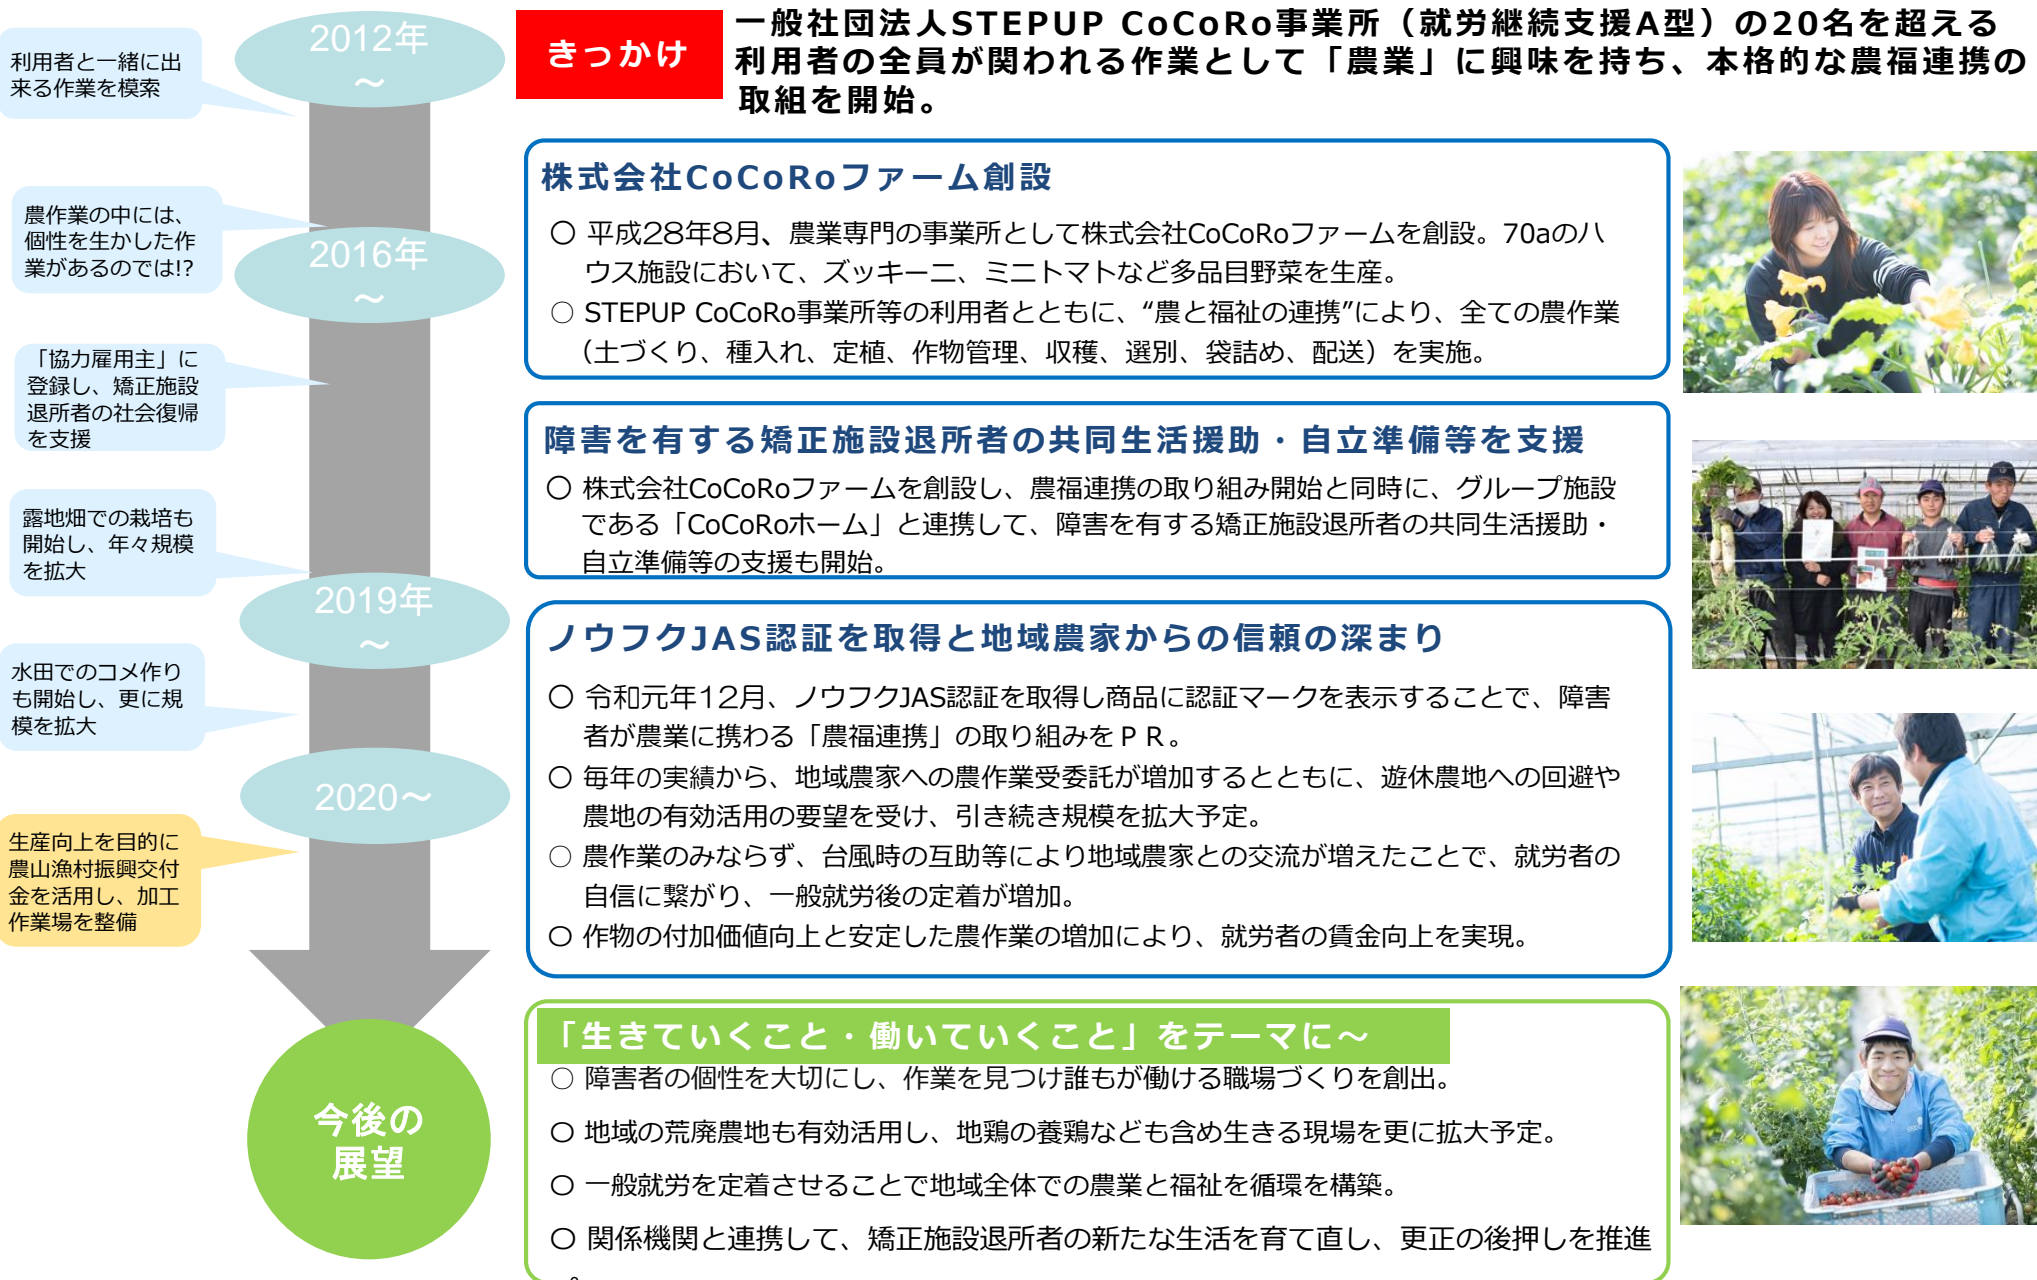 2012年
～
利用者と一緒に出
来る作業を模索
きっかけ
一般社団法人STEPUP CoCoRo事業所（就労継続支援A型）の20名を超える
利用者の全員が関われる作業として「農業」に興味を持ち、本格的な農福連携の
取組を開始。
農作業の中には、
個性を生かした作
業があるのでは!?
2016年
～
株式会社CoCoRoファーム創設
〇 平成28年8月、農業専門の事業所として株式会社CoCoRoファームを創設。70aのハ
ウス施設において、ズッキーニ、ミニトマトなど多品目野菜を生産。
○ STEPUP CoCoRo事業所等の利用者とともに、“農と福祉の連携”により、全ての農作業
（土づくり、種入れ、定植、作物管理、収穫、選別、袋詰め、配送）を実施。
「協力雇用主」に
登録し、矯正施設
退所者の社会復帰
を支援
障害を有する矯正施設退所者の共同生活援助・自立準備等を支援
〇 株式会社CoCoRoファームを創設し、農福連携の取り組み開始と同時に、グループ施設
である「CoCoRoホーム」と連携して、障害を有する矯正施設退所者の共同生活援助・
自立準備等の支援も開始。
露地畑での栽培も
開始し、年々規模
を拡大
2019年
～
ノウフクJAS認証を取得と地域農家からの信頼の深まり
〇 令和元年12月、ノウフクJAS認証を取得し商品に認証マークを表示することで、障害
者が農業に携わる「農福連携」の取り組みをＰＲ。
〇 毎年の実績から、地域農家への農作業受委託が増加するとともに、遊休農地への回避や
農地の有効活用の要望を受け、引き続き規模を拡大予定。
○ 農作業のみならず、台風時の互助等により地域農家との交流が増えたことで、就労者の
自信に繋がり、一般就労後の定着が増加。
〇 作物の付加価値向上と安定した農作業の増加により、就労者の賃金向上を実現。
水田でのコメ作り
も開始し、更に規
模を拡大
2020～
生産向上を目的に
農山漁村振興交付
金を活用し、加工
作業場を整備
今後の
展望
「生きていくこと・働いていくこと」をテーマに～
○ 障害者の個性を大切にし、作業を見つけ誰もが働ける職場づくりを創出。
〇 地域の荒廃農地も有効活用し、地鶏の養鶏なども含め生きる現場を更に拡大予定。
〇 一般就労を定着させることで地域全体での農業と福祉を循環を構築。
〇 関係機関と連携して、矯正施設退所者の新たな生活を育て直し、更正の後押しを推進